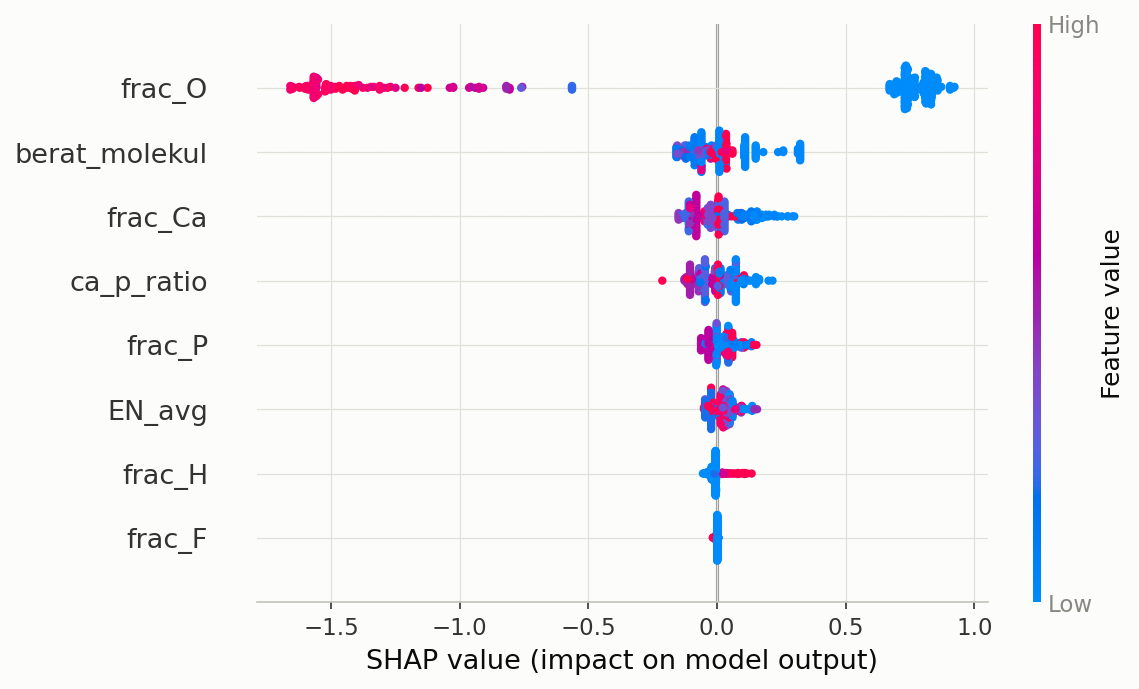 High
frac_O
berat_molekul
frac_Ca
ca_p_ratio
frac_P
EN_avg
frac_H
frac_F
Feature value
Low
−1.5 −1.0 −0.5 0.0 0.5 1.0
SHAP value (impact on model output)